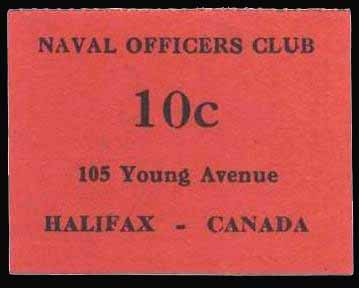 NAVAL OFFICERS CLUB
10c
105 Young Avenue
HALIFAX - CANADA